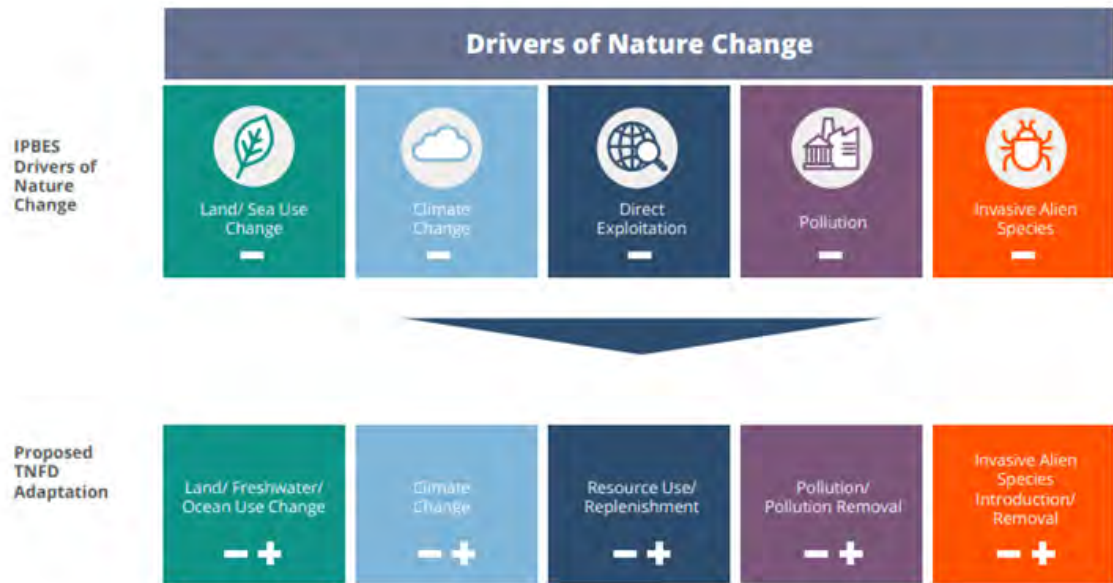 Drivers of Nature Change
IPBES
Drivers of
Nature
Change
Land/ Sea Use
Change
Climate
Change
Direct
Exploitation
Pollution
Invasive Alien
Species
Proposed
TNFD
Adaptation
Land/ Freshwater/
Ocean Use Change
Climate
Change
Resource Use/
Replenishment
Pollution/
Pollution Removal
Invasive Alien
Species
Introduction/
Removal